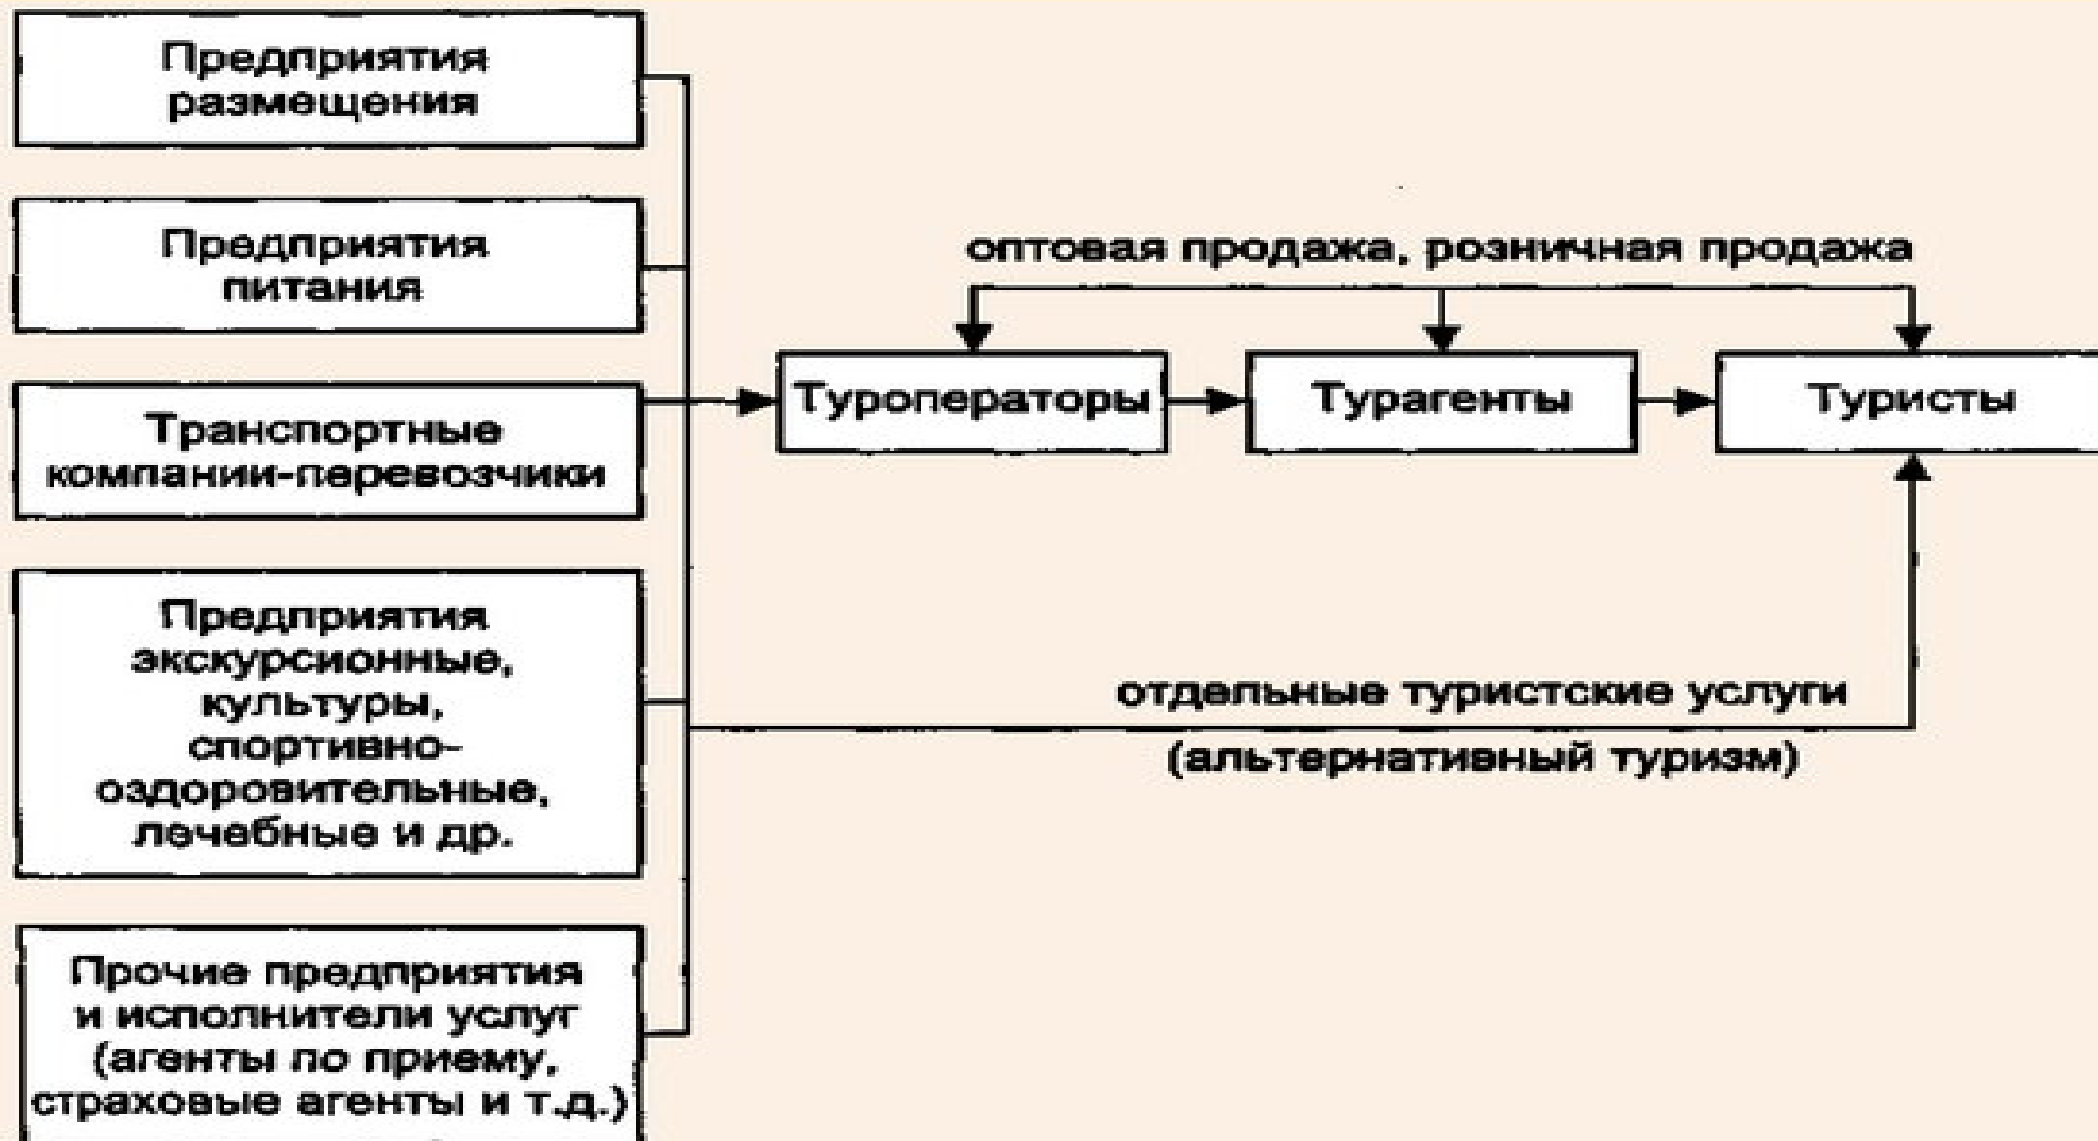 Предприятия
размещения
Предприятия
питания
Транспортные
компании-перевозчики
Предприятия
экскурсионные,
культуры,
спортивно-
оздоровительные,
лечебные и др.
Прочие предприятия
и исполнители услуг
(агенты по приему,
страховые агенты и т.д.)
оптовая продажа, розничная продажа
Туроператоры
Турагенты
Туристы
отдельные туристские услуги
(альтернативный туризм)